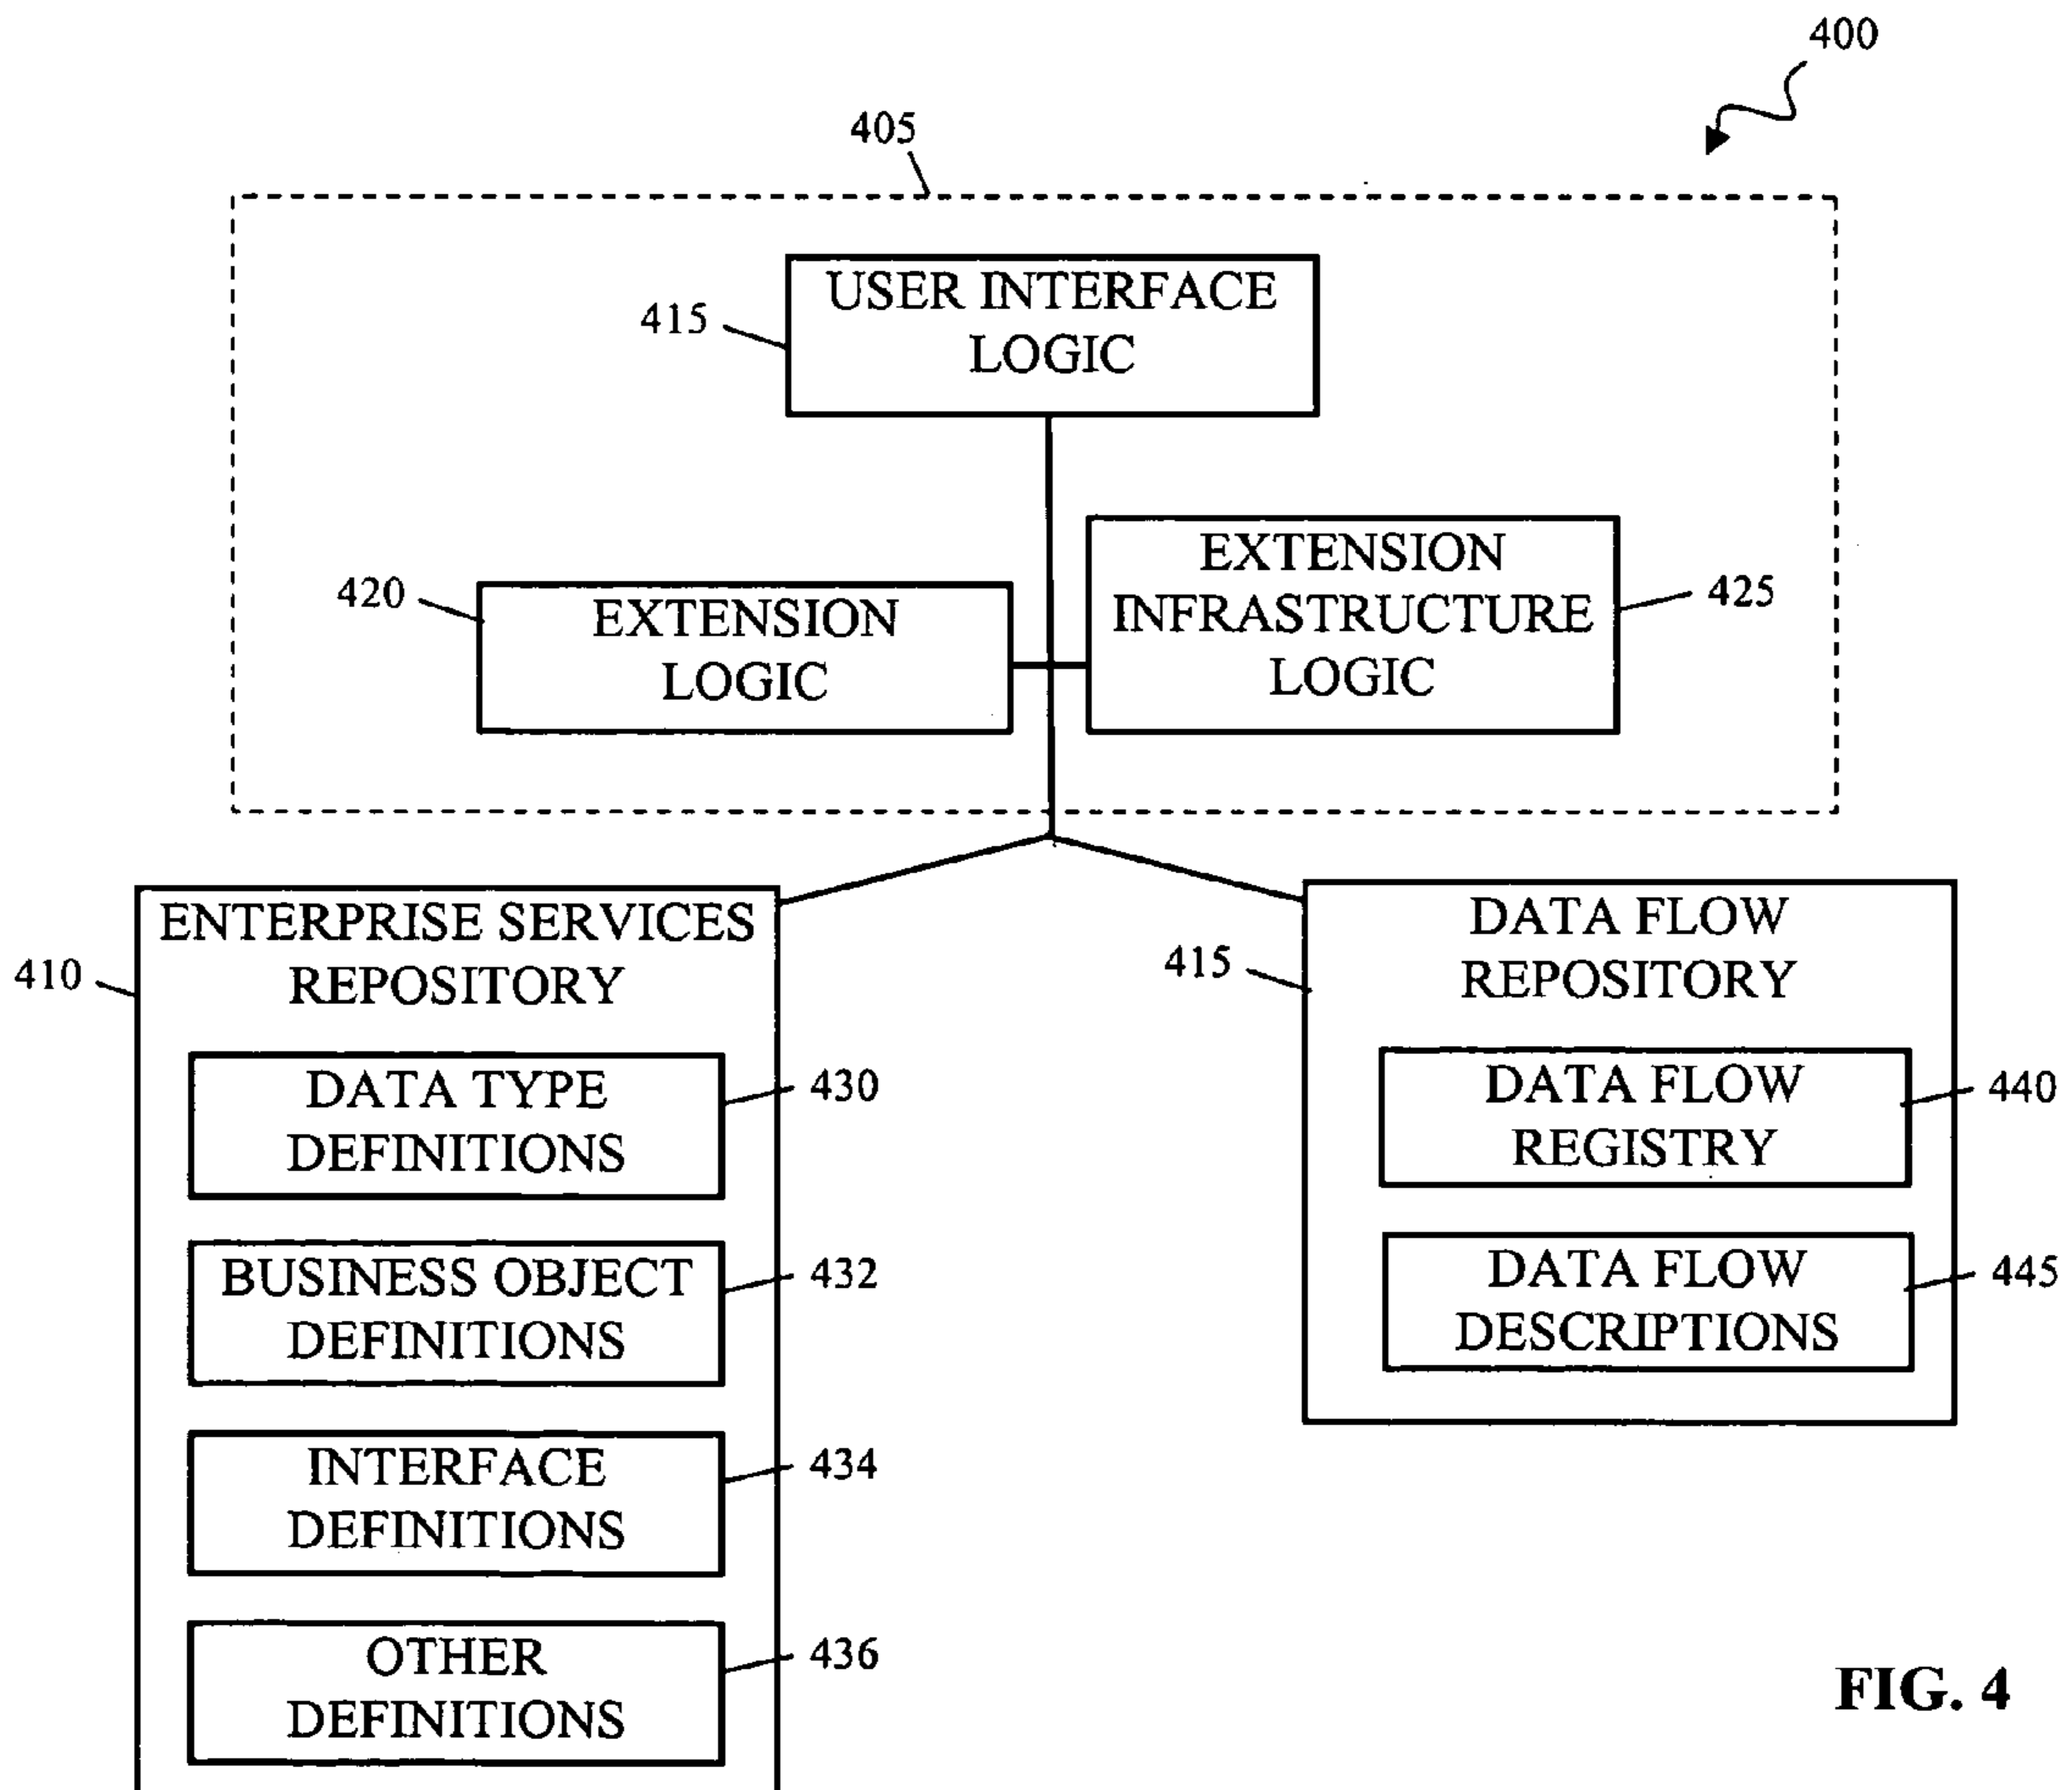 400
405
USER INTERFACE
LOGIC
415
EXTENSION
LOGIC
420
EXTENSION
INFRASTRUCTURE
LOGIC
425
ENTERPRISE SERVICES
REPOSITORY
410
DATA TYPE
DEFINITIONS
430
BUSINESS OBJECT
DEFINITIONS
432
INTERFACE
DEFINITIONS
434
OTHER
DEFINITIONS
436
DATA FLOW
REPOSITORY
415
DATA FLOW
REGISTRY
440
DATA FLOW
DESCRIPTIONS
445
FIG. 4